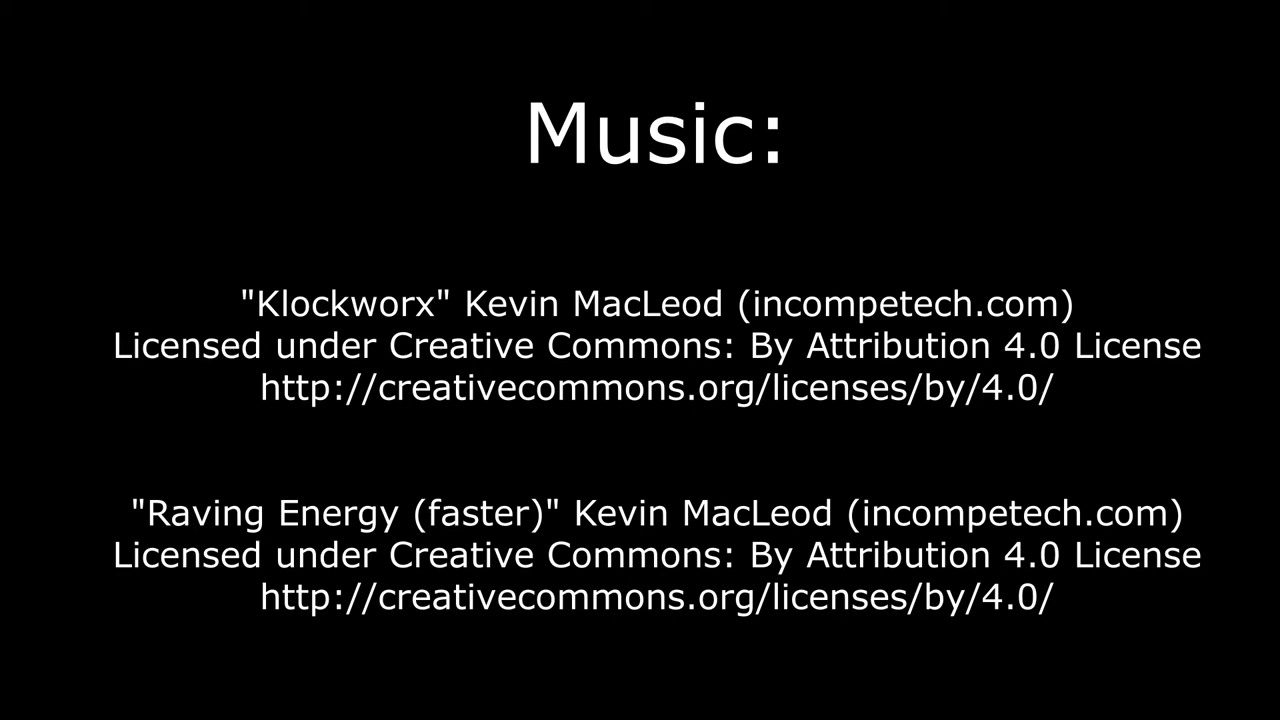 Music:
"Klockworx" Kevin MacLeod (incompetech.com)
Licensed under Creative Commons: By Attribution 4.0 License
http://creativecommons.org/licenses/by/4.0/
"Raving Energy (faster)" Kevin MacLeod (incompetech.com)
Licensed under Creative Commons: By Attribution 4.0 License
http://creativecommons.org/licenses/by/4.0/